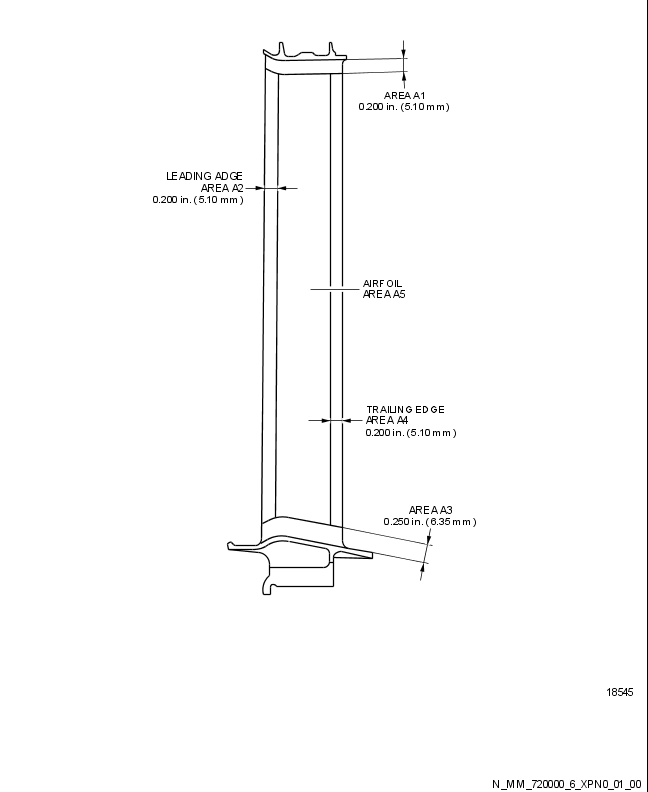 AREA A1
0.200 in. (5.10 mm)
LEADING ADGE
AREA A2
0.200 in. (5.10 mm)
AIRFOIL
AREA A5
TRAILING EDGE
AREA A4
0.200 in. (5.10 mm)
AREA A3
0.250 in. (6.35 mm)
18545
N_MM_720000_6_XPN0_01_00